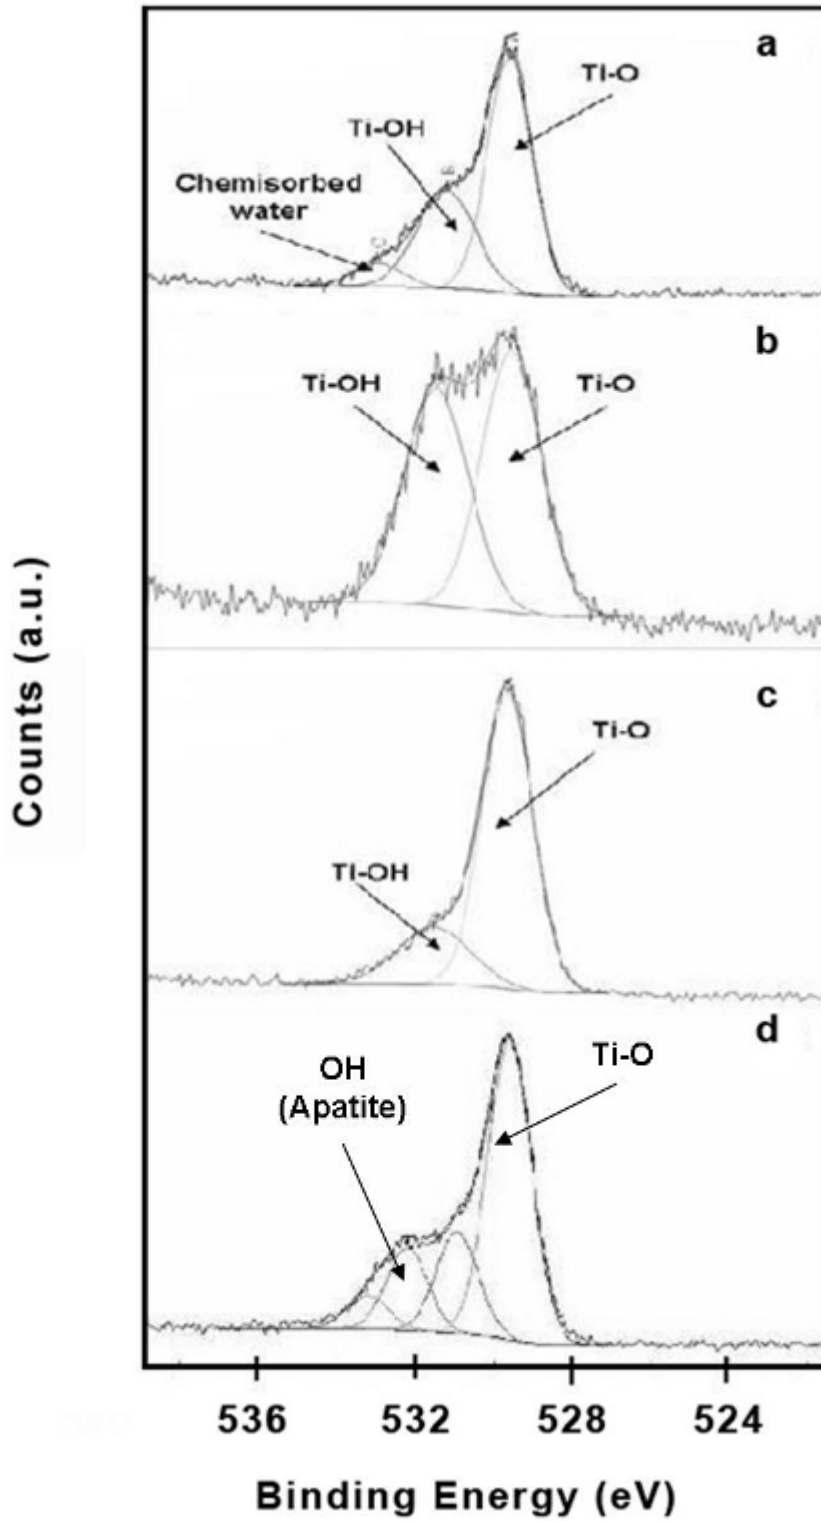 a
TI-O
Ti-OH
B
Chemisorbed
water
C
b
Ti-OH
Ti-O
c
Ti-O
TI-OH
d
Ti-O
OH
(Apatite)
Counts (a.u.)
536
532
528
524
Binding Energy (eV)